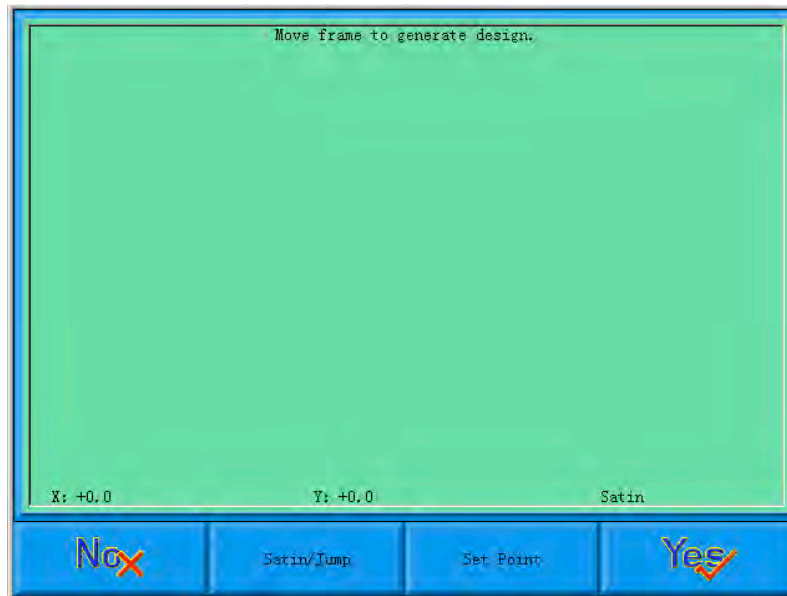 Move frame to generate design.
X: +0.0 Y: +0.0 Satin
No Satin/Jump Set Point Yes